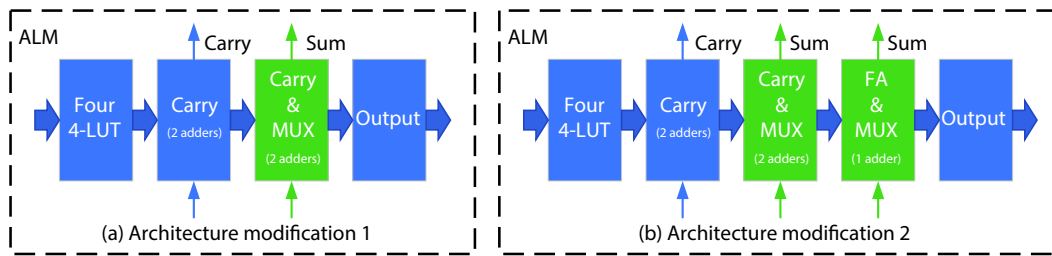 ALM
Carry
Sum
Four
4-LUT
Carry
(2 adders)
Carry
&
MUX
(2 adders)
Output
(a) Architecture modification 1
ALM
Carry
Sum
Sum
Four
4-LUT
Carry
(2 adders)
Carry
&
MUX
(2 adders)
FA
&
MUX
(1 adder)
Output
(b) Architecture modification 2